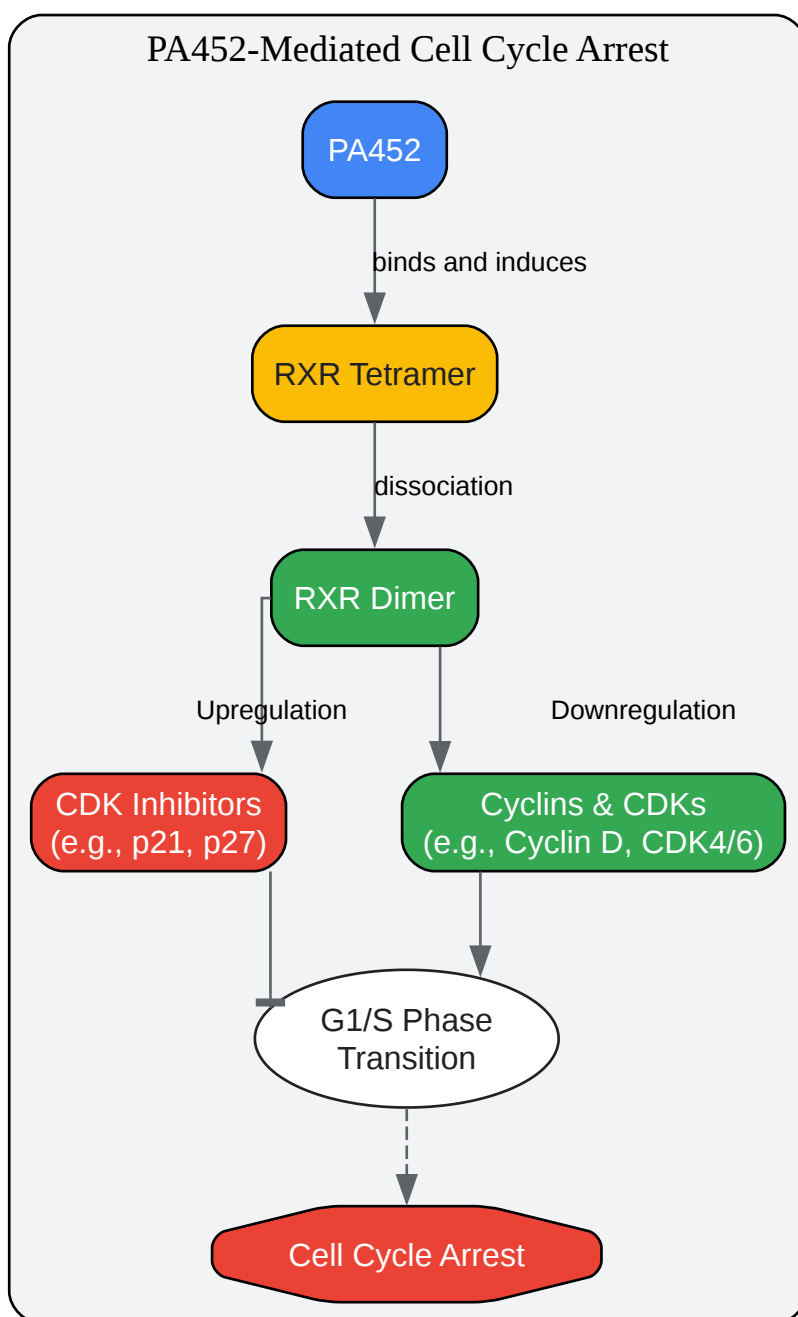 PA452-Mediated Cell Cycle Arrest
PA452
binds and induces
RXR Tetramer
dissociation
RXR Dimer
Upregulation
Downregulation
CDK Inhibitors
(e.g., p21, p27)
Cyclins & CDKs
(e.g., Cyclin D, CDK4/6)
G1/S Phase
Transition
Cell Cycle Arrest